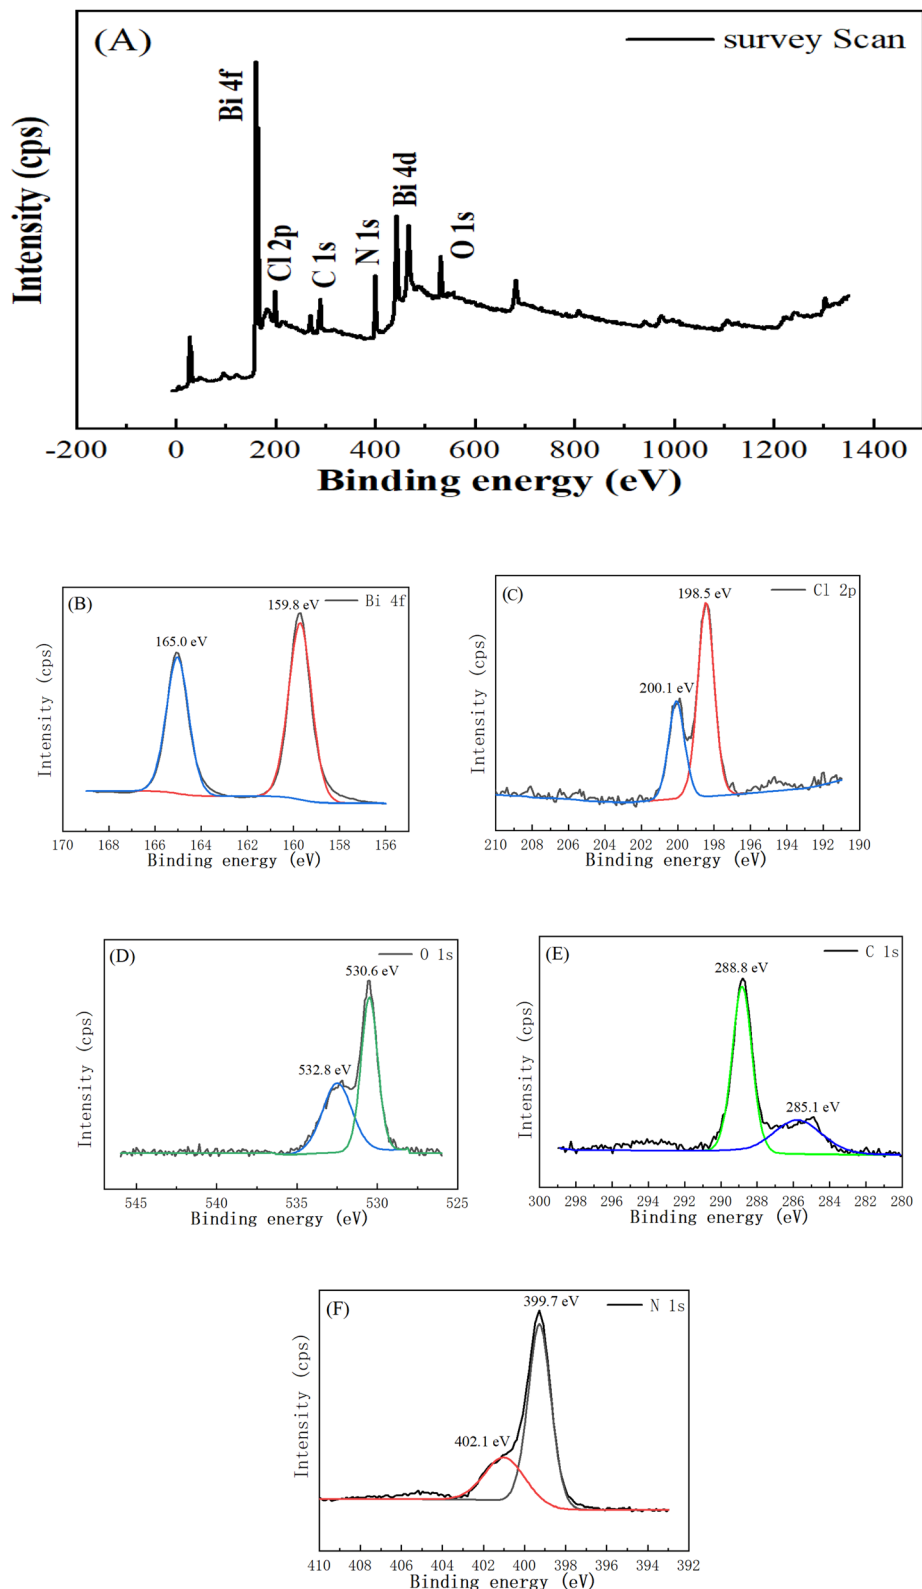 (A)
survey Scan
Bi 4f
Cl 2p
C 1s
N 1s
Bi 4d
O 1s
Intensity (cps)
-200 0 200 400 600 800 1000 1200 1400
Binding energy (eV)
(B)
Bi 4f
159.8 eV
165.0 eV
Intensity (cps)
170 168 166 164 162 160 158 156
Binding energy (eV)
(C)
Cl 2p
198.5 eV
200.1 eV
Intensity (cps)
210 208 206 204 202 200 198 196 194 192 190
Binding energy (eV)
(D)
O 1s
530.6 eV
532.8 eV
Intensity (cps)
545 540 535 530 525
Binding energy (eV)
(E)
C 1s
288.8 eV
285.1 eV
Intensity (cps)
300 298 296 294 292 290 288 286 284 282 280
Binding energy (eV)
(F)
N 1s
399.7 eV
402.1 eV
Intensity (cps)
410 408 406 404 402 400 398 396 394 392
Binding energy (eV)